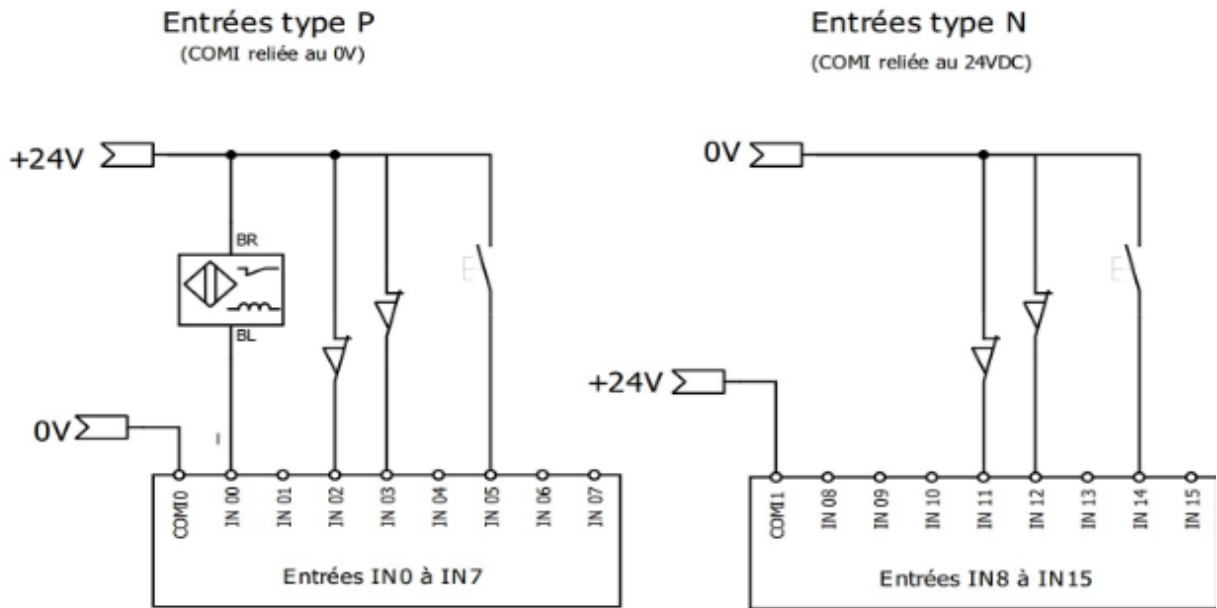 Entrées type P
(COMI reliée au 0V)
+24V
BR
BL
0V
COMI0
IN 00
IN 01
IN 02
IN 03
IN 04
IN 05
IN 06
IN 07
Entrées IN0 à IN7
Entrées type N
(COMI reliée au 24VDC)
0V
+24V
COMI1
IN 08
IN 09
IN 10
IN 11
IN 12
IN 13
IN 14
IN 15
Entrées IN8 à IN15